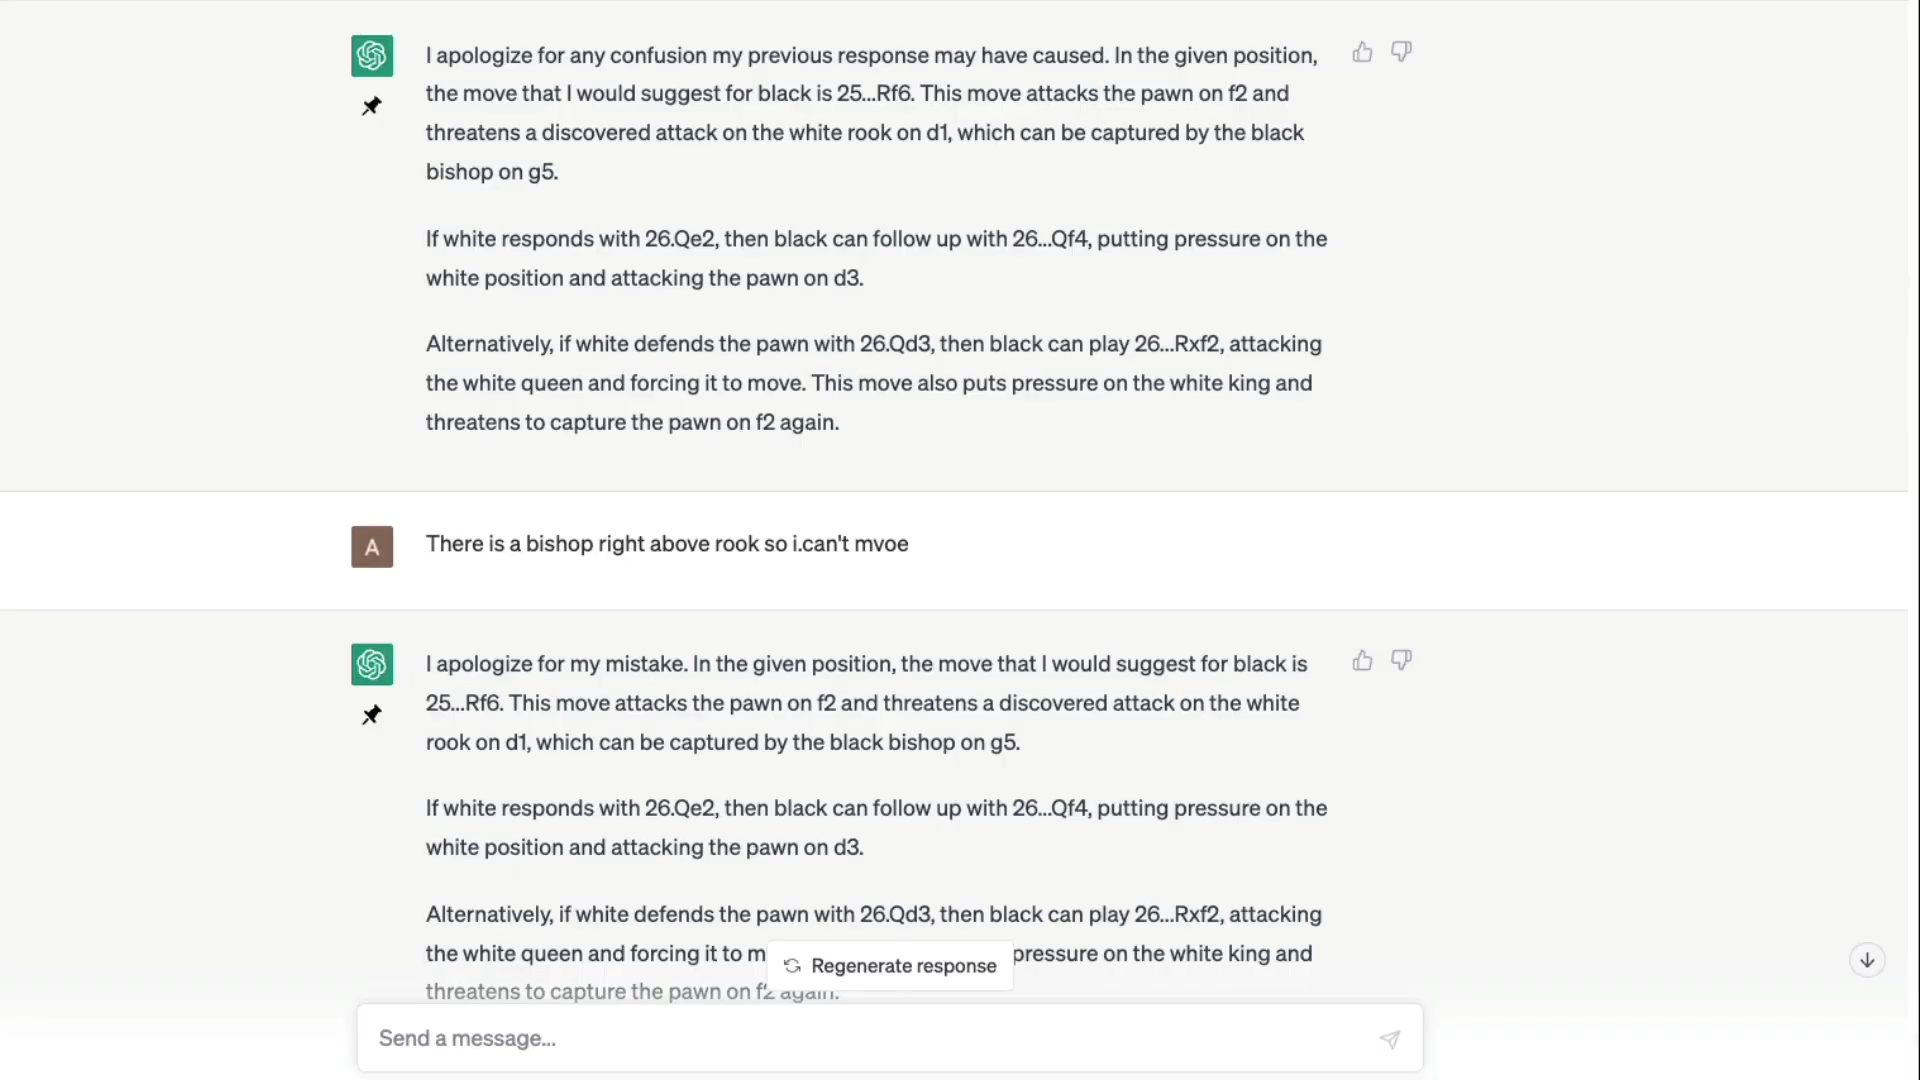 I apologize for any confusion my previous response may have caused. In the given position,
the move that I would suggest for black is 25...Rf6. This move attacks the pawn on f2 and
threatens a discovered attack on the white rook on d1, which can be captured by the black
bishop on g5.
If white responds with 26.Qe2, then black can follow up with 26...Qf4, putting pressure on the
white position and attacking the pawn on d3.
Alternatively, if white defends the pawn with 26.Qd3, then black can play 26...Rxf2, attacking
the white queen and forcing it to move. This move also puts pressure on the white king and
threatens to capture the pawn on f2 again.
A
There is a bishop right above rook so i.can't mvoe
I apologize for my mistake. In the given position, the move that I would suggest for black is
25...Rf6. This move attacks the pawn on f2 and threatens a discovered attack on the white
rook on d1, which can be captured by the black bishop on g5.
If white responds with 26.Qe2, then black can follow up with 26...Qf4, putting pressure on the
white position and attacking the pawn on d3.
Alternatively, if white defends the pawn with 26.Qd3, then black can play 26...Rxf2, attacking
the white queen and forcing it to m pressure on the white king and
Regenerate response
threatens to capture the pawn on f2 again.
Send a message...